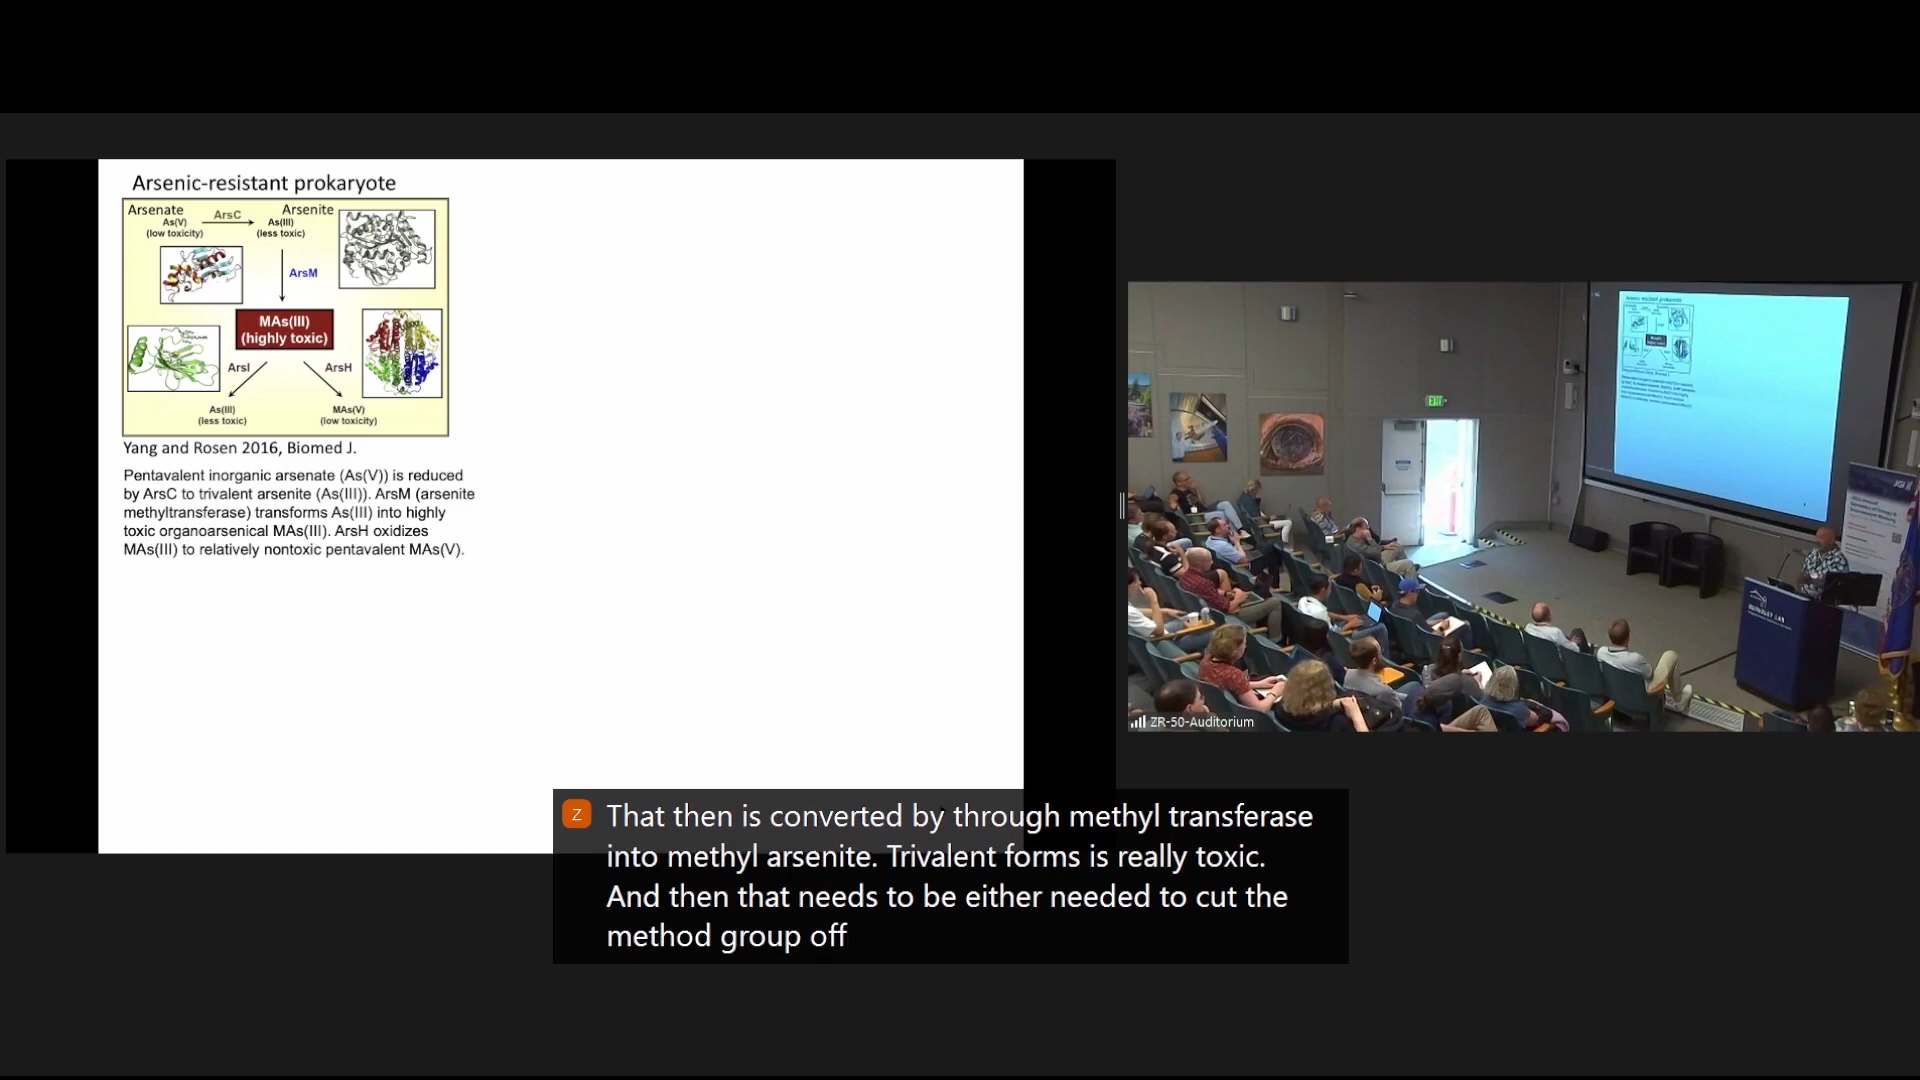 Arsenic-resistant prokaryote
Arsenate
As(V)
(low toxicity)
ArsC
Arsenite
As(III)
(less toxic)
ArsM
MAs(III)
(highly toxic)
ArsI
ArsH
As(III)
(less toxic)
MAs(V)
(low toxicity)
Yang and Rosen 2016, Biomed J.
Pentavalent inorganic arsenate (As(V)) is reduced
by ArsC to trivalent arsenite (As(III)). ArsM (arsenite
methyltransferase) transforms As(III) into highly
toxic organoarsenical MAs(III). ArsH oxidizes
MAs(III) to relatively nontoxic pentavalent MAs(V).
EXIT
JGI
BERKELEY LAB
ZR-50-Auditorium
Z
That then is converted by through methyl transferase
into methyl arsenite. Trivalent forms is really toxic.
And then that needs to be either needed to cut the
method group off